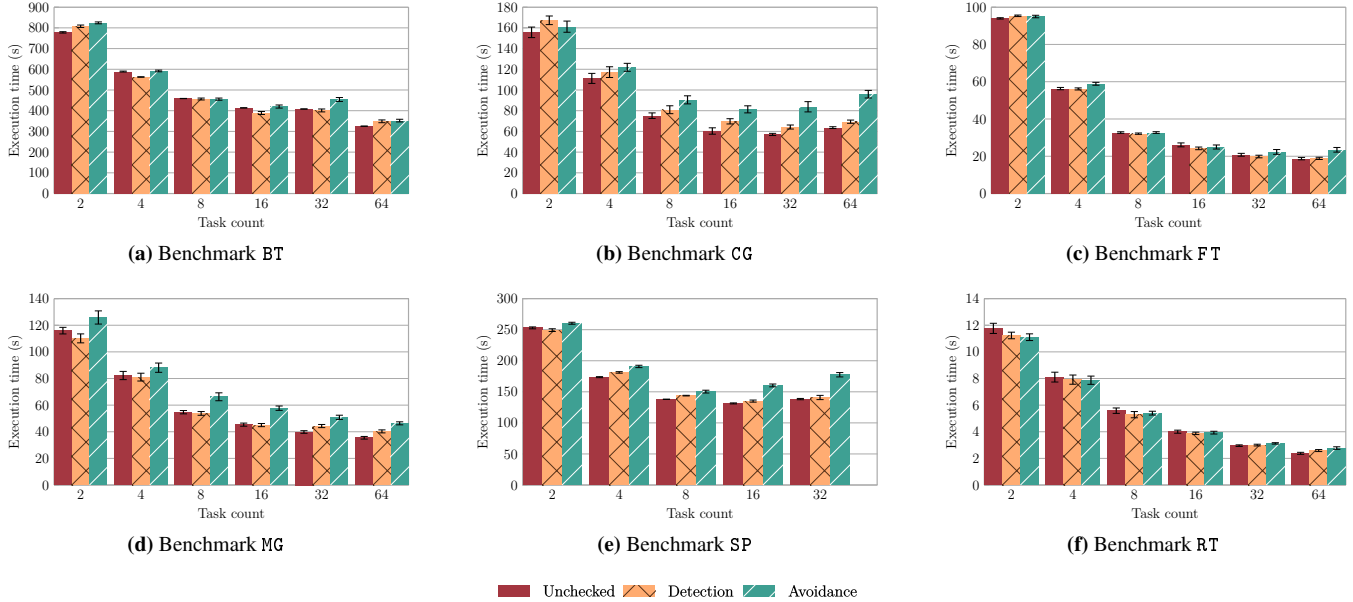 900
800
700
600
500
400
300
200
100
0
Execution time (s)
2 4 8 16 32 64
Task count
(a) Benchmark BT
180
160
140
120
100
80
60
40
20
0
Execution time (s)
2 4 8 16 32 64
Task count
(b) Benchmark CG
100
80
60
40
20
0
Execution time (s)
2 4 8 16 32 64
Task count
(c) Benchmark FT
140
120
100
80
60
40
20
0
Execution time (s)
2 4 8 16 32 64
Task count
(d) Benchmark MG
300
250
200
150
100
50
0
Execution time (s)
2 4 8 16 32
Task count
(e) Benchmark SP
14
12
10
8
6
4
2
0
Execution time (s)
2 4 8 16 32 64
Task count
(f) Benchmark RT
Unchecked Detection Avoidance